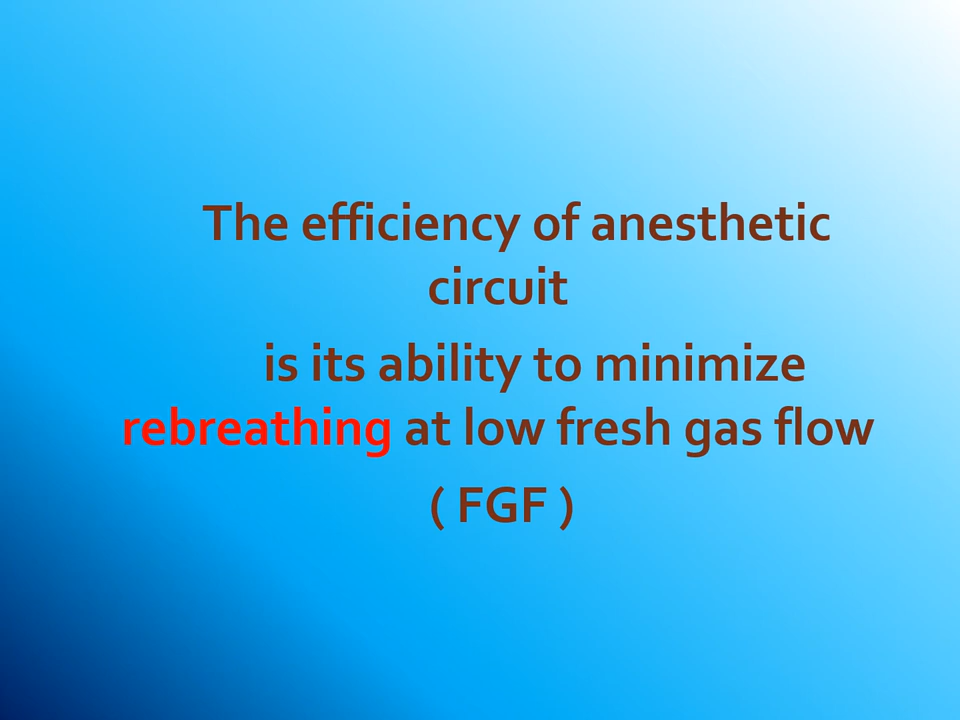 The efficiency of anesthetic
circuit
is its ability to minimize
rebreathing at low fresh gas flow
( FGF )